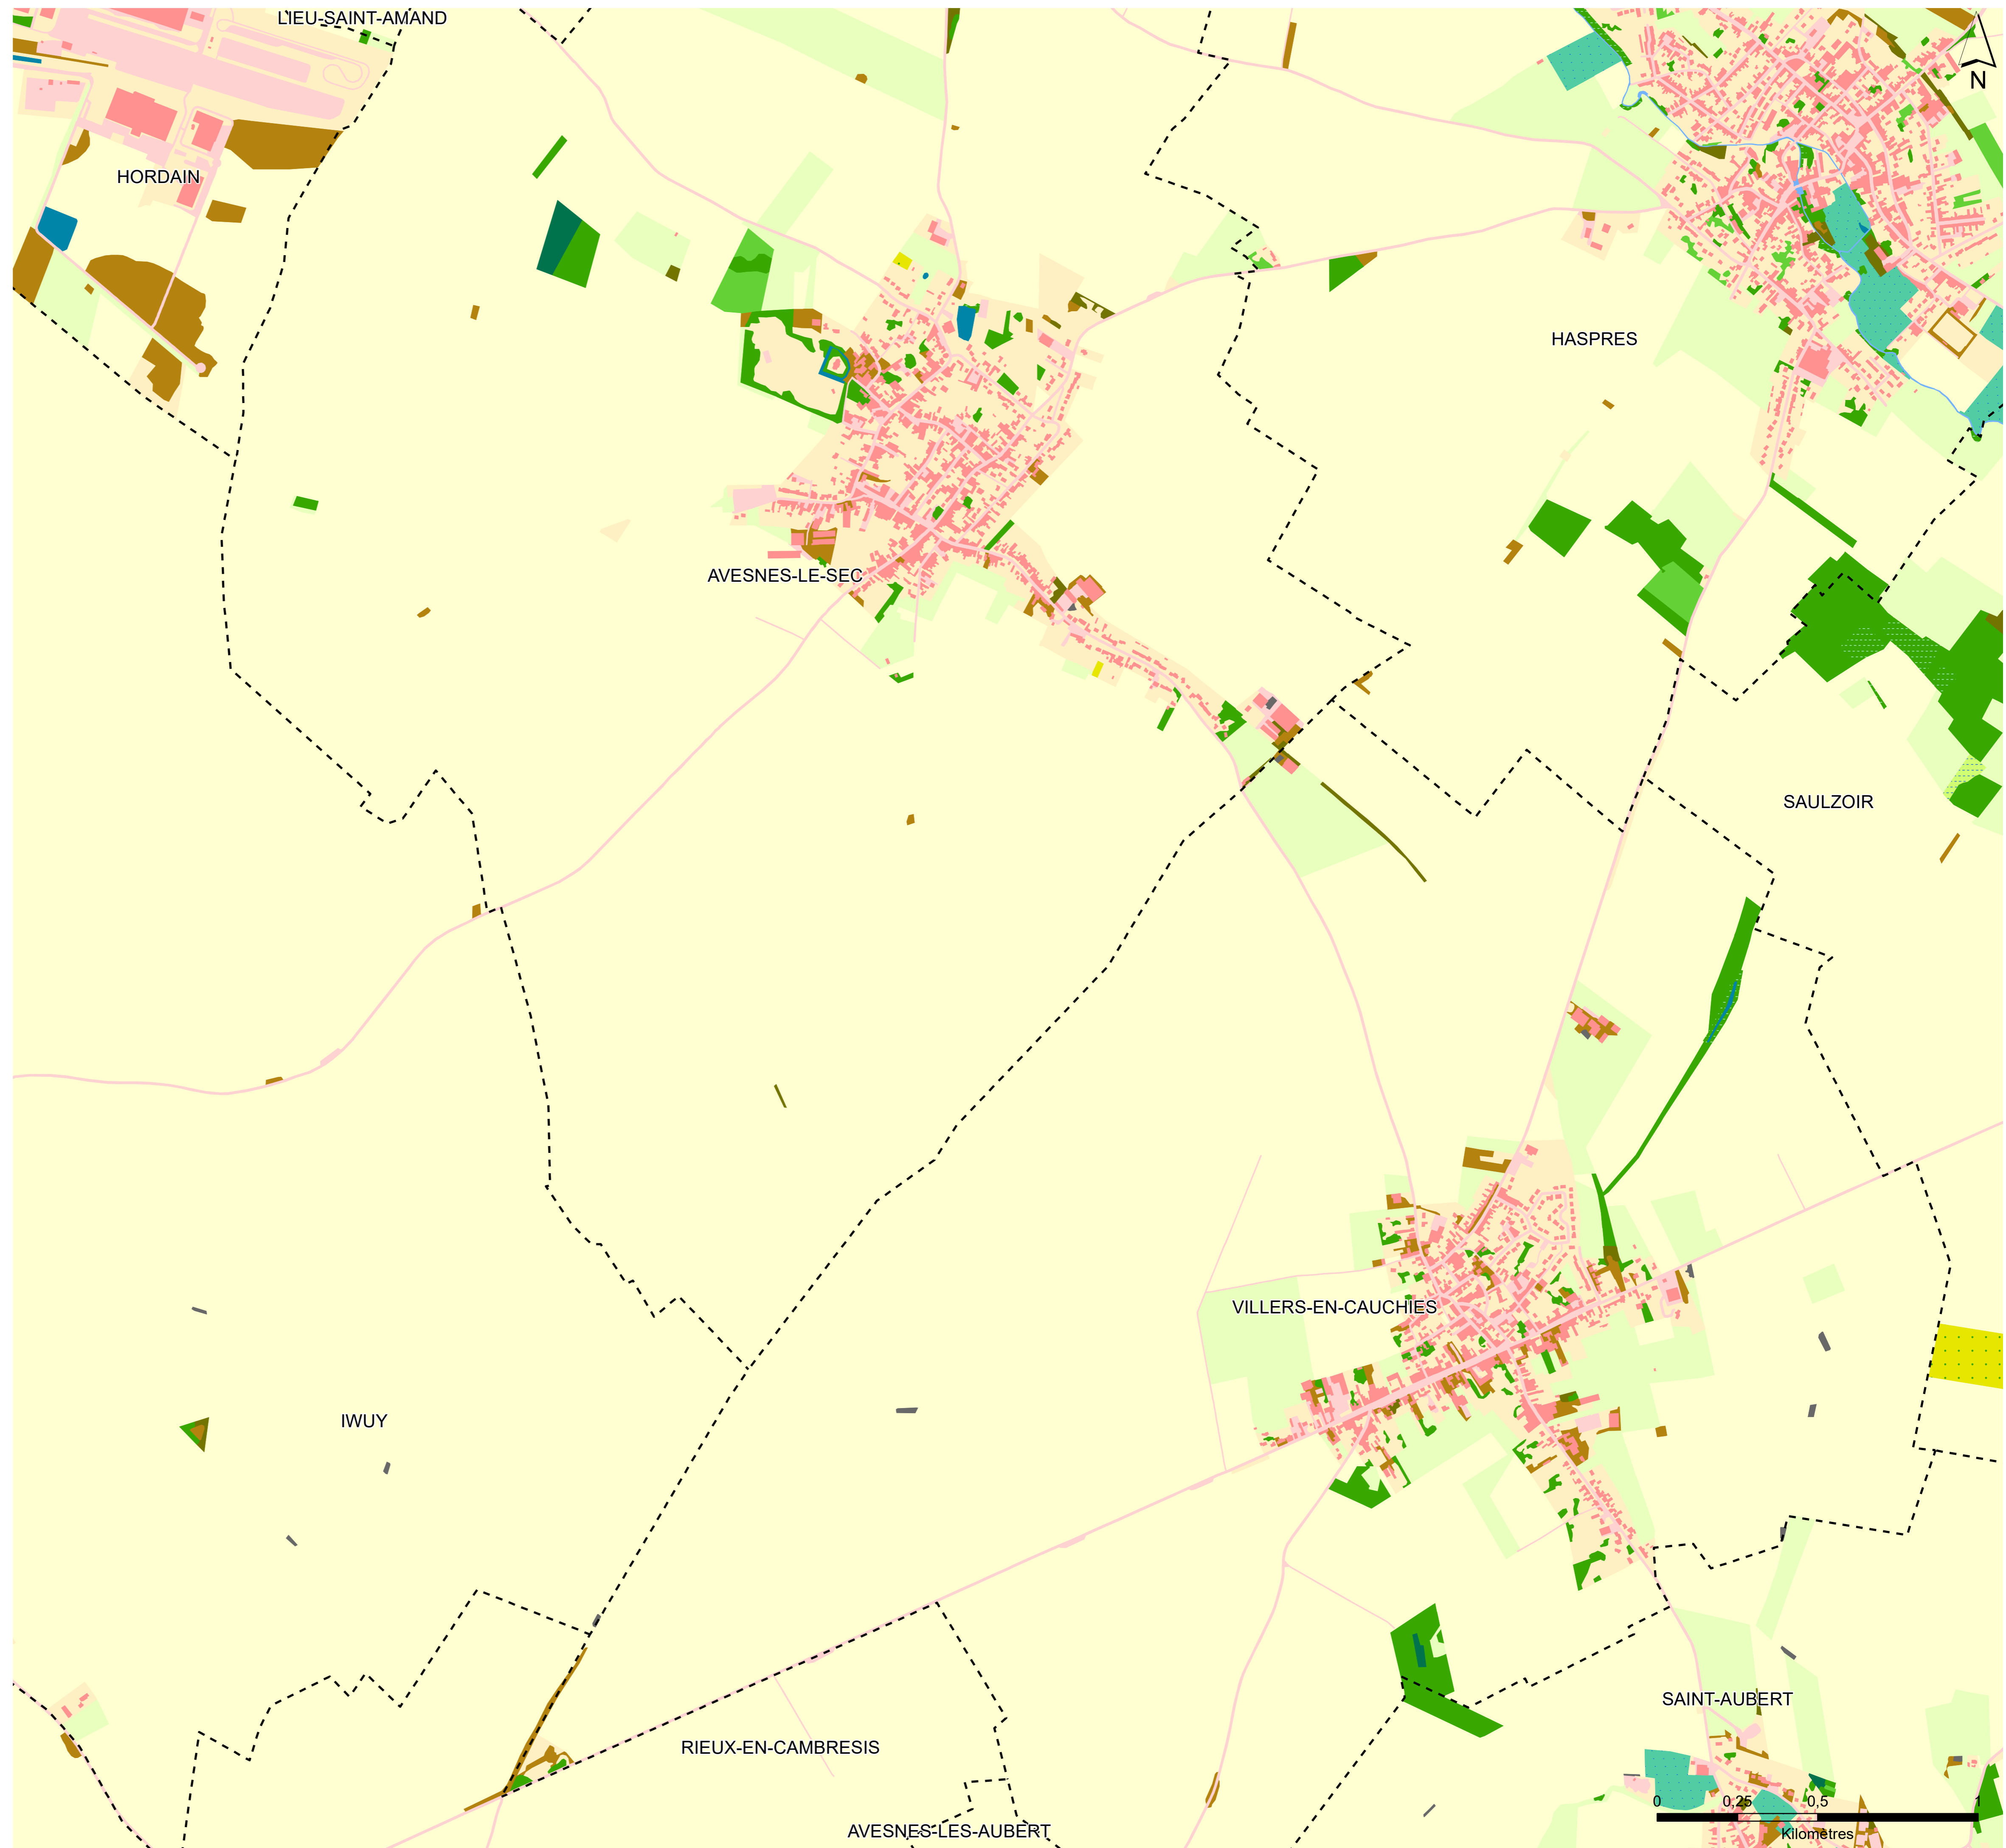 LIEU-SAINT-AMAND
N
HORDAIN
HASPRES
AVESNES-LE-SEC
SAULZOIR
VILLERS-EN-CAUCHIES
IWUY
SAINT-AUBERT
RIEUX-EN-CAMBRESIS
0 0,25 0,5 1
AVESNES-LES-AUBERT
Kilomètres